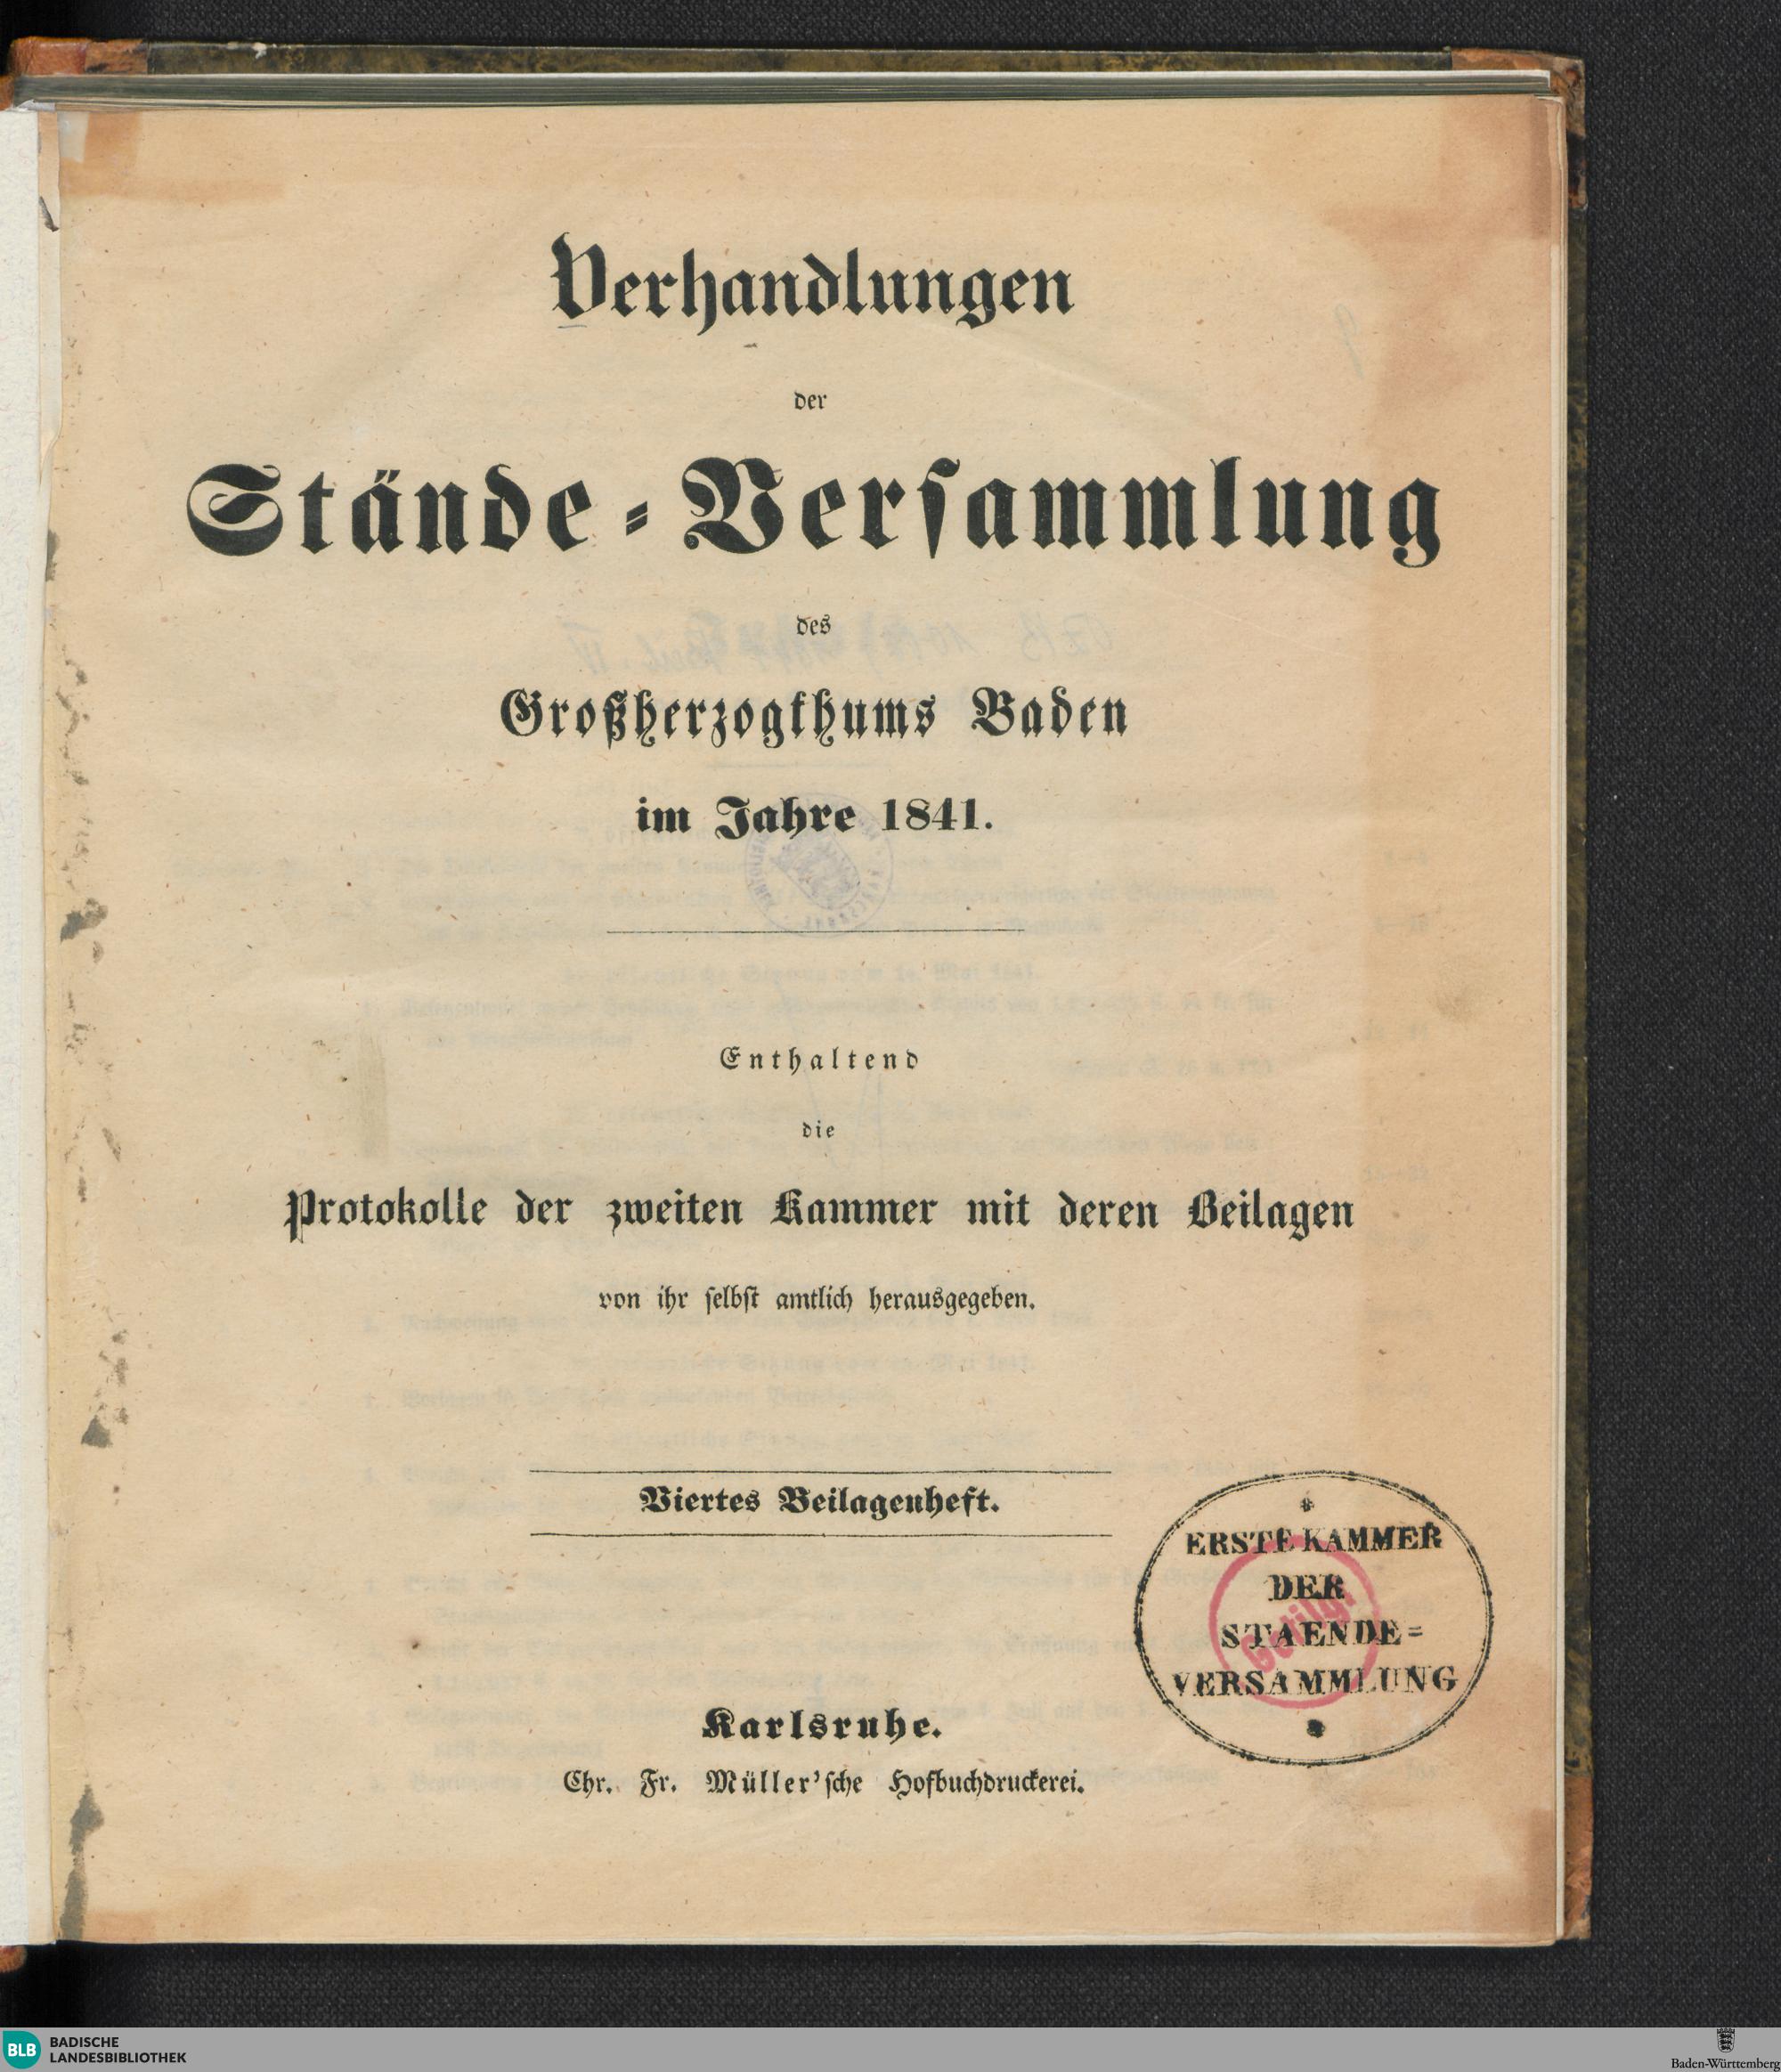 Verhandlungen
der
Stände-Versammlung
des
Großherzogthums Baden
im Jahre 1841.
Enthaltend
die
Protokolle der zweiten Kammer mit deren Beilagen
von ihr selbst amtlich herausgegeben.
Viertes Beilagenheft.
ERSTE KAMMER
DER
STAENDE=
VERSAMMLUNG
Getilgt
Karlsruhe.
Chr. Fr. Müller'sche Hofbuchdruckerei.
BLB BADISCHE
LANDESBIBLIOTHEK
Baden-Württemberg